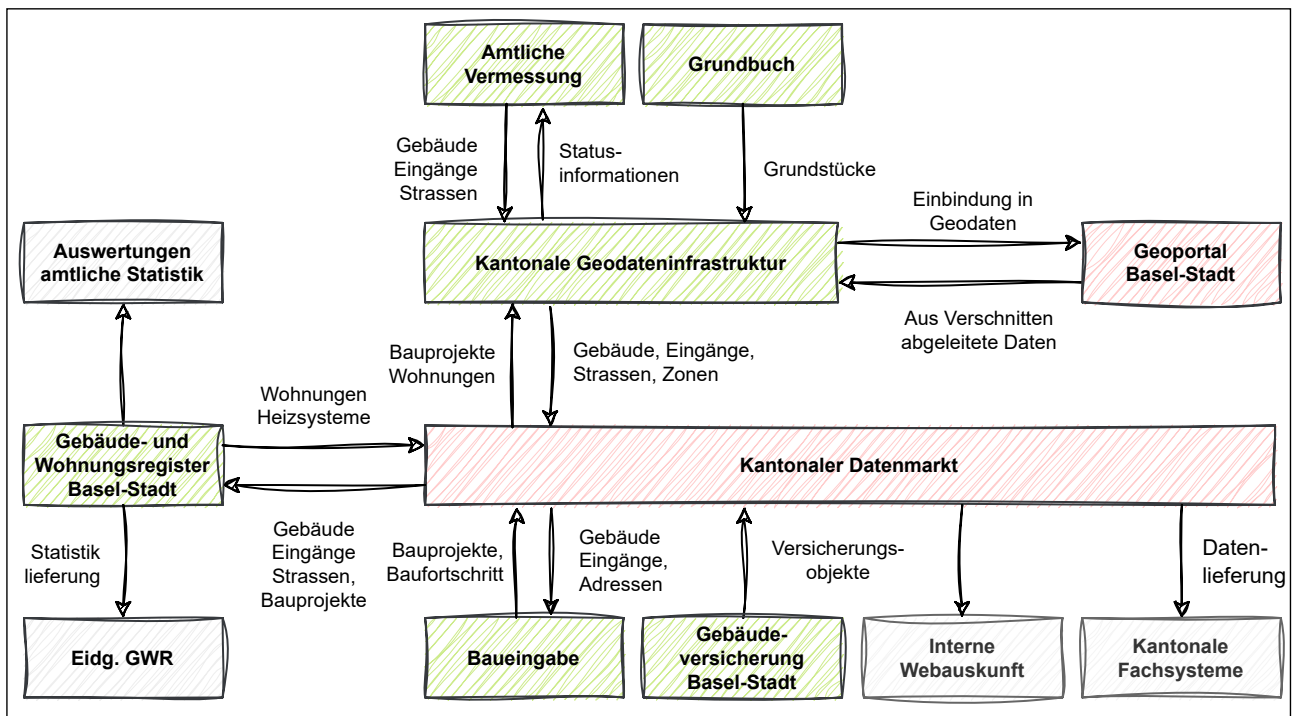 Amtliche
Vermessung
Grundbuch
Gebäude
Eingänge
Strassen
Status-
informationen
Grundstücke
Einbindung in
Geodaten
Auswertungen
amtliche Statistik
Kantonale Geodateninfrastruktur
Geoportal
Basel-Stadt
Aus Verschnitten
abgeleitete Daten
Bauprojekte
Wohnungen
Gebäude, Eingänge,
Strassen, Zonen
Wohnungen
Heizsysteme
Gebäude- und
Wohnungsregister
Basel-Stadt
Kantonaler Datenmarkt
Statistik
lieferung
Gebäude
Eingänge
Strassen,
Bauprojekte
Bauprojekte,
Baufortschritt
Gebäude
Eingänge,
Adressen
Versicherungs-
objekte
Daten-
lieferung
Eidg. GWR
Baueingabe
Gebäude-
versicherung
Basel-Stadt
Interne
Webauskunft
Kantonale
Fachsysteme